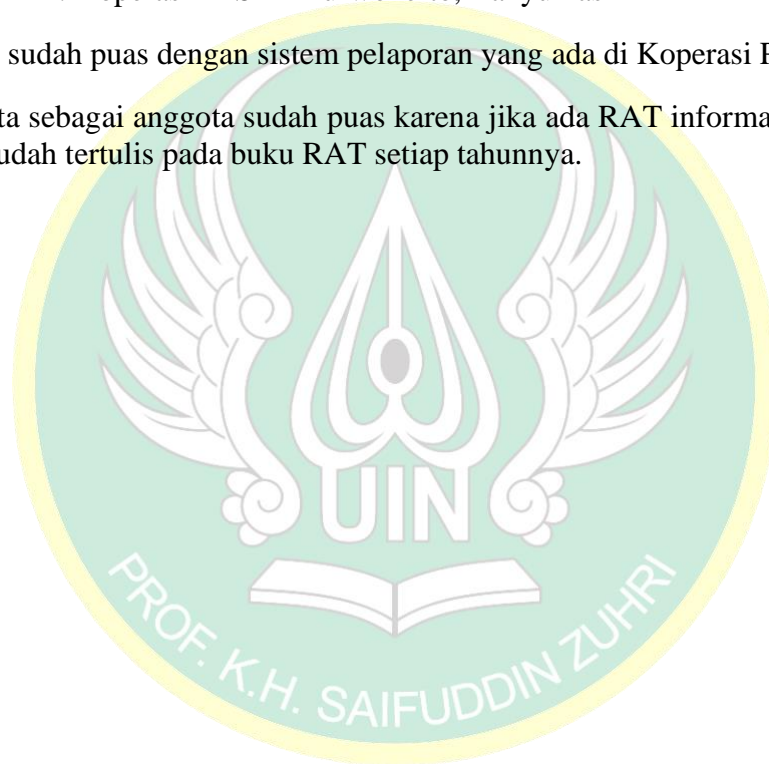 sudah puas dengan sistem pelaporan yang ada di Koperasi
ta sebagai anggota sudah puas karena jika ada RAT informa
udah tertulis pada buku RAT setiap tahunnya.
UIN
PROF. K.H. SAIFUDDIN ZUHRI